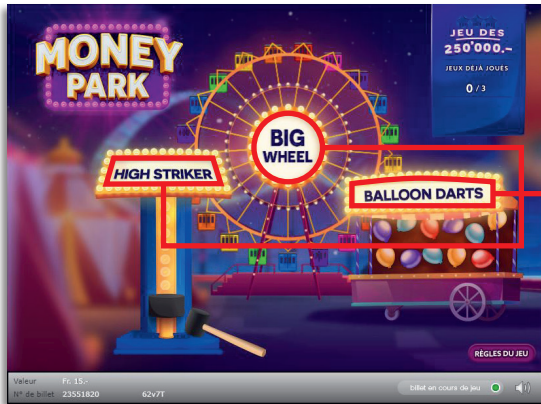 MONEY
PARK
JEU DES
250'000.-
JEUX DÉJÀ JOUÉS
0 / 3
BIG
WHEEL
HIGH STRIKER
BALLOON DARTS
RÈGLES DU JEU
Valeur Fr. 15.-
billet en cours de jeu
N° de billet 23551820 62v7T